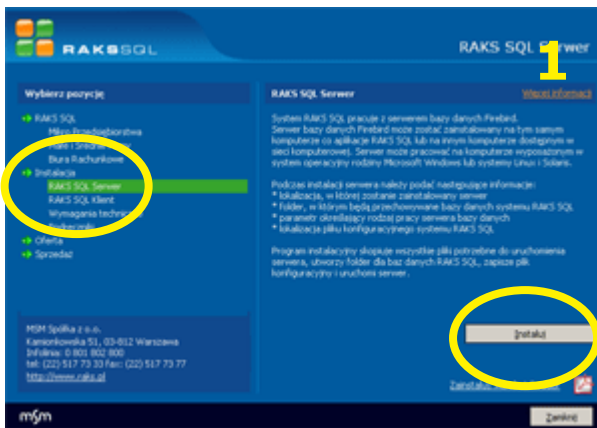 RAKSSQL
RAKS SQL Serwer
1
Wybierz pozycję
RAKS SQL
Mikro Przedsiębiorstwa
Małe i Średnie
Biura Rachunkowe
Instalacja
RAKS SQL Serwer
RAKS SQL Klient
Wymagania techniczne
Oferta
Sprzedaż
MSM Spółka z o.o.
Kamionkowska 51, 03-812 Warszawa
Infolinia: 0 801 802 800
tel: (22) 517 73 33 fax: (22) 517 73 77
http://www.raks.pl
RAKS SQL Serwer
Więcej informacji
System RAKS SQL pracuje z serwerem bazy danych Firebird.
Serwer bazy danych Firebird może zostać zainstalowany na tym samym
komputerze co aplikacje RAKS SQL lub na innym komputerze dostępnym w
sieci komputerowej. Serwer może pracować na komputerze wyposażonym w
system operacyjny rodziny Microsoft Windows lub systemy Linux i Solaris.
Podczas instalacji serwera należy podać następujące informacje:
* lokalizacja, w której zostanie zainstalowany serwer
* folder, w którym będą przechowywane bazy danych systemu RAKS SQL
* parametr określający rodzaj pracy serwera bazy danych
* lokalizacja pliku konfiguracyjnego systemu RAKS SQL
Program instalacyjny skopiuje wszystkie pliki potrzebne do uruchomienia
serwera, utworzy folder dla baz danych RAKS SQL, zapisze plik
konfiguracyjny i uruchomi serwer.
Instaluj
Zainstaluj
msm
Zamknij